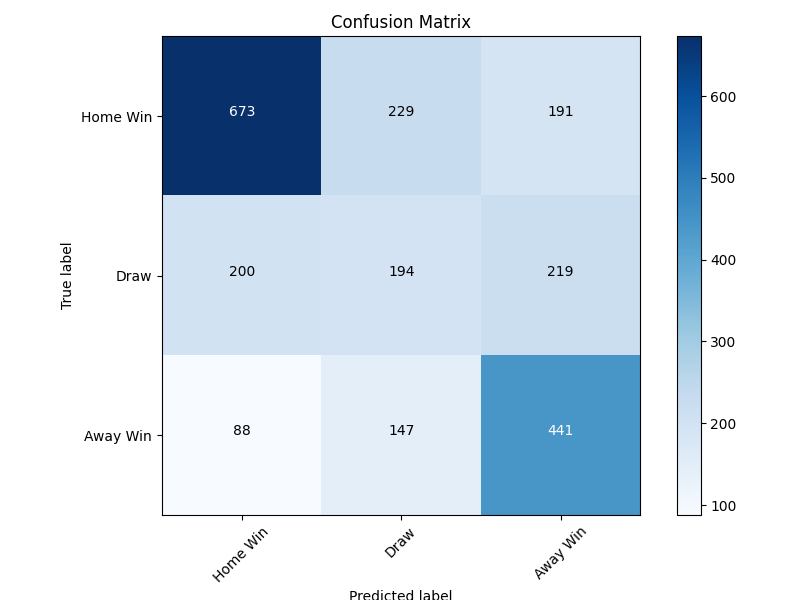 Confusion Matrix
Home Win
673
229
191
600
500
True label
Draw
200
194
219
400
300
Away Win
88
147
441
200
100
Home Win
Draw
Away Win
Predicted label